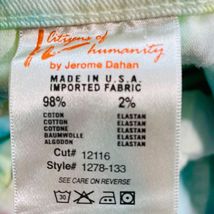 Citizens of
humanity
by Jerome Dahan
MADE IN U.S.A.
IMPORTED FABRIC
98% 2%
COTON ELASTAN
COTTON ELASTAN
COTONE ELASTAN
BAUMWOLLE ELASTAN
ALGODON ELASTAN
Cut# 12116
Style# 1278-133
SEE CARE ON REVERSE
30